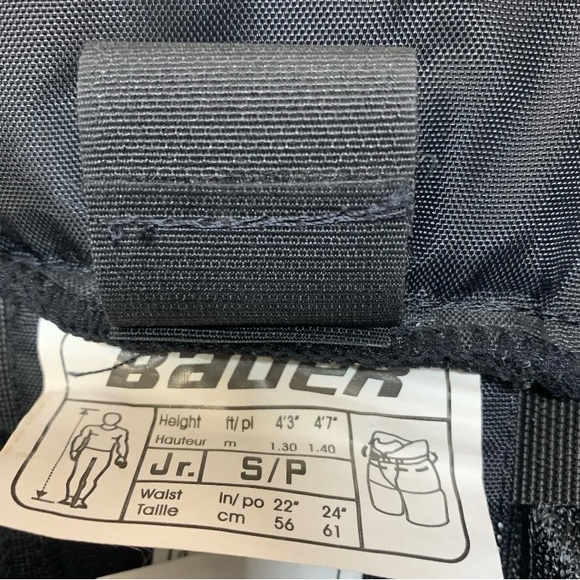 BAUER
Height ft/pi 4'3" 4'7"
Hauteur m 1.30 1.40
Jr. S/P
Waist in/po 22" 24"
Taille cm 56 61